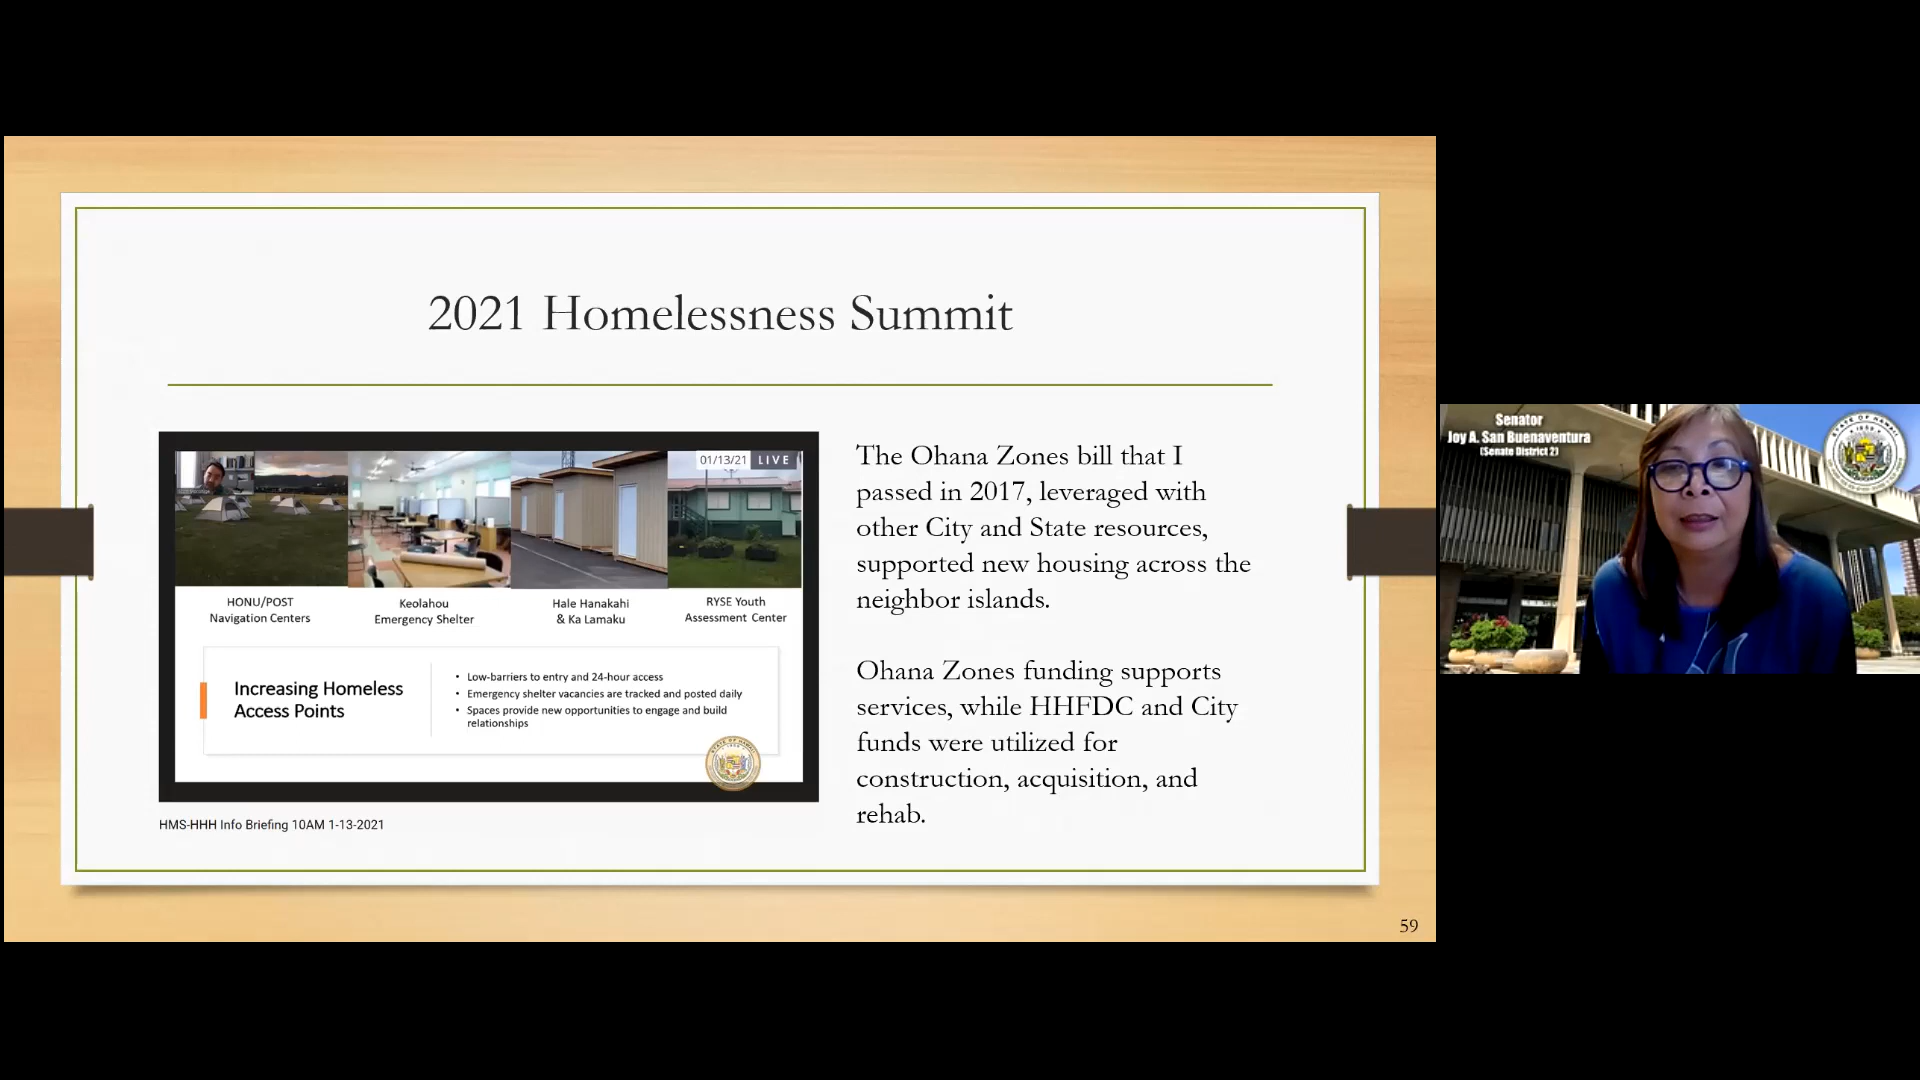 2021 Homelessness Summit
01/13/21 LIVE
HONU/POST
Navigation Centers
Keolahou
Emergency Shelter
Hale Hanakahi
& Ka Lamaku
RYSE Youth
Assessment Center
Increasing Homeless
Access Points
• Low-barriers to entry and 24-hour access
• Emergency shelter vacancies are tracked and posted daily
• Spaces provide new opportunities to engage and build
relationships
HMS-HHH Info Briefing 10AM 1-13-2021
The Ohana Zones bill that I
passed in 2017, leveraged with
other City and State resources,
supported new housing across the
neighbor islands.
Ohana Zones funding supports
services, while HHFDC and City
funds were utilized for
construction, acquisition, and
rehab.
59
Senator
Joy A. San Buenaventura
(Senate District 2)
STATE OF HAWAII